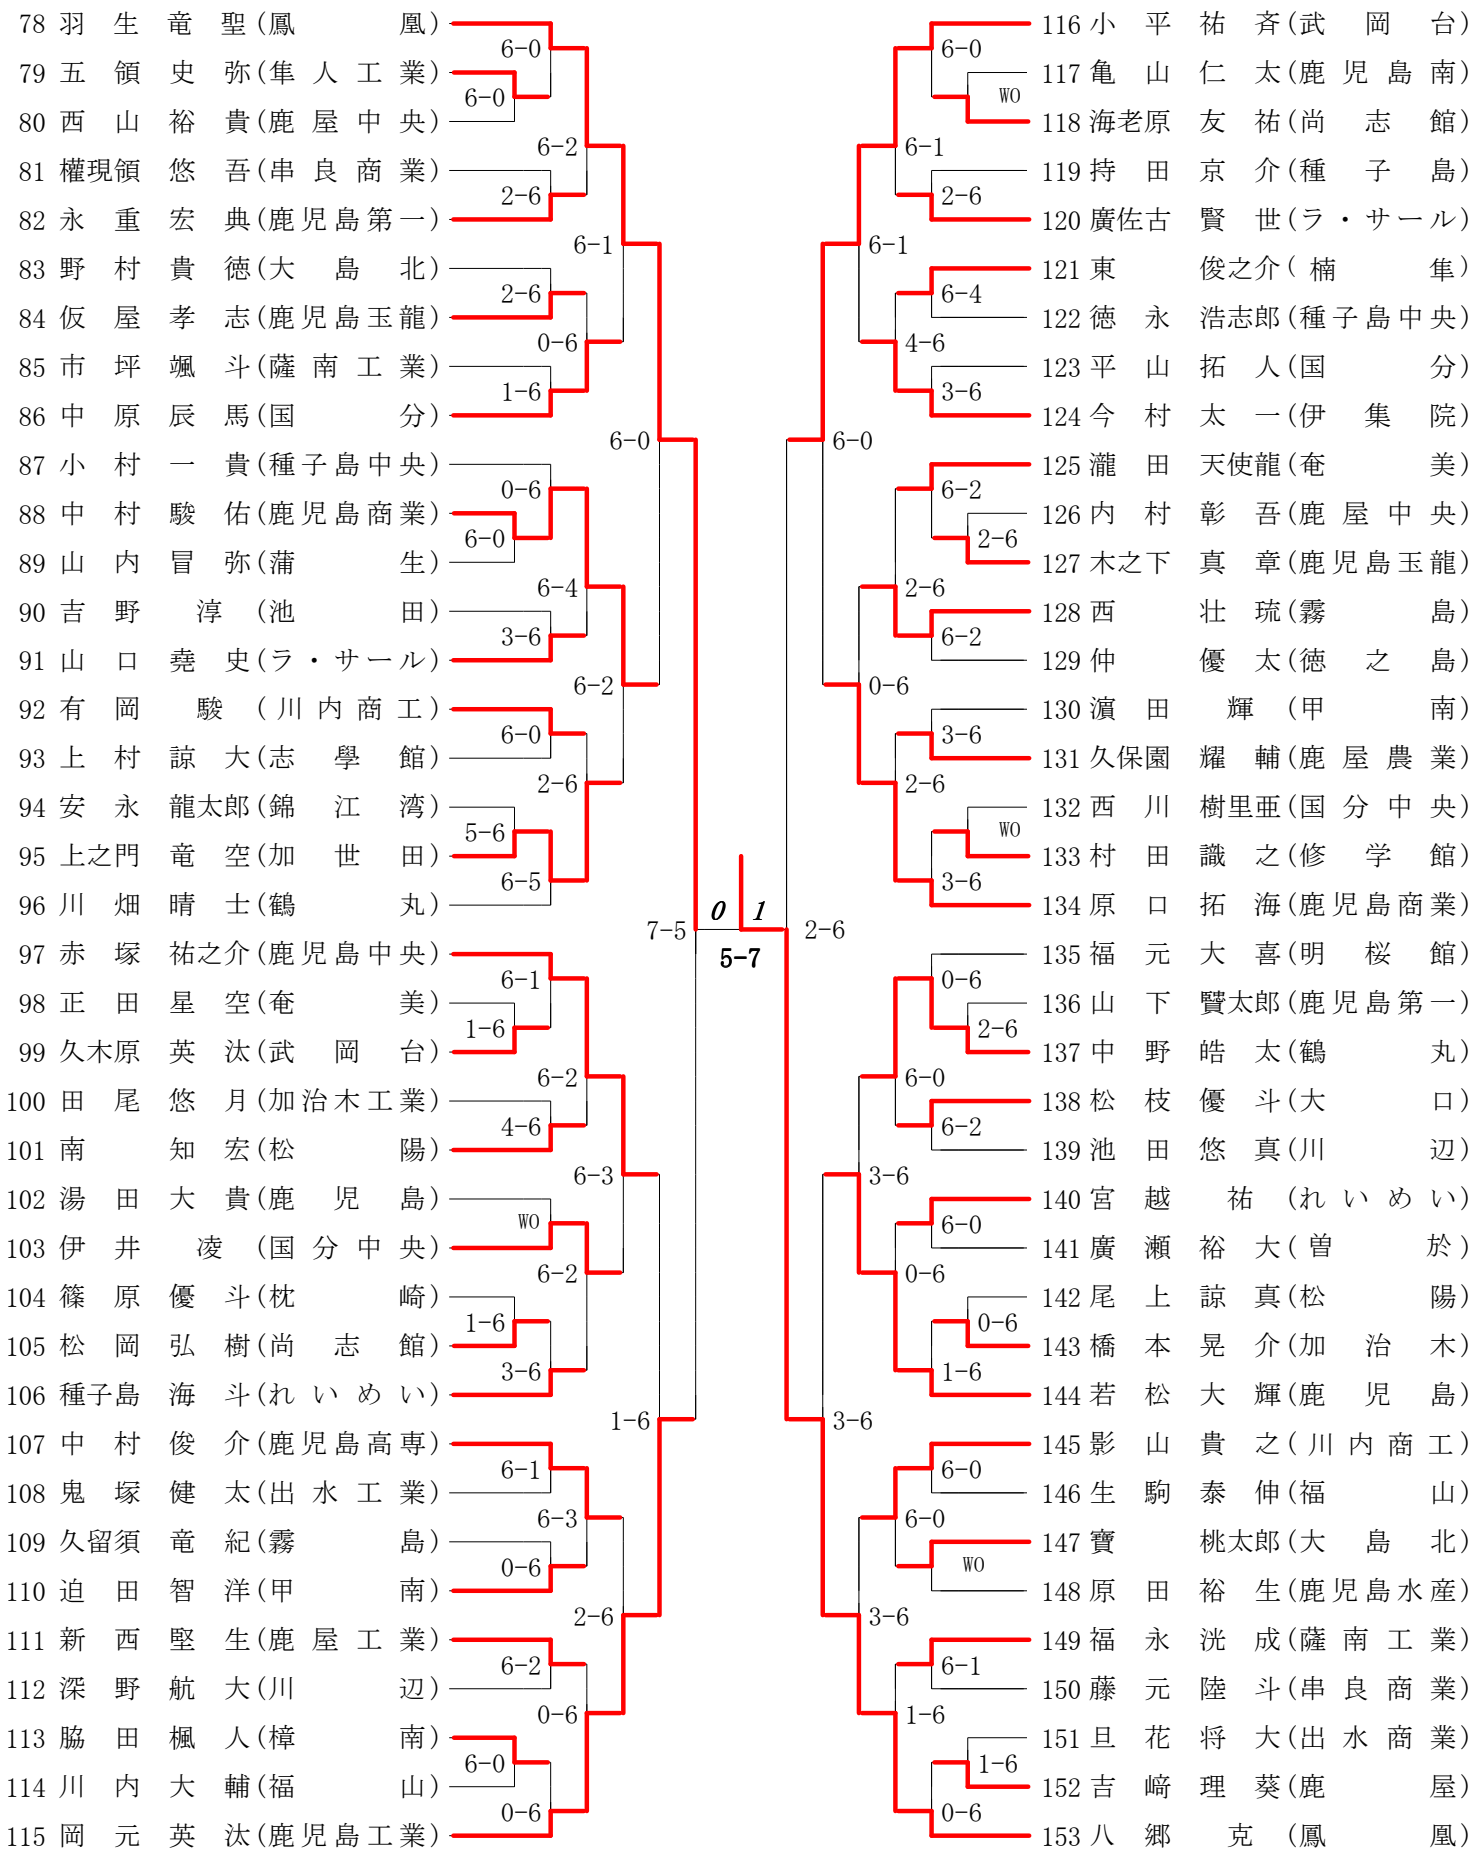 78 羽生 竜聖(鳳凰)
6-0
79 五領 史弥(隼人工業)
6-0
80 西山 裕貴(鹿屋中央)
6-2
81 權現領 悠吾(串良商業)
2-6
82 永重 宏典(鹿児島第一)
6-1
83 野村 貴徳(大島北)
2-6
84 仮屋 孝志(鹿児島玉龍)
0-6
85 市坪 颯斗(薩南工業)
1-6
86 中原 辰馬(国分)
6-0
87 小村 一貴(種子島中央)
0-6
88 中村 駿佑(鹿児島商業)
6-0
89 山内 冒弥(蒲生)
6-4
90 吉野 淳(池田)
3-6
91 山口 堯史(ラ・サール)
6-2
92 有岡 駿(川内商工)
6-0
93 上村 諒大(志學館)
2-6
94 安永 龍太郎(錦江湾)
5-6
95 上之門 竜空(加世田)
6-5
96 川畑 晴士(鶴丸)
7-5
97 赤塚 祐之介(鹿児島中央)
6-1
98 正田 星空(奄美)
1-6
99 久木原 英汰(武岡台)
6-2
100 田尾 悠月(加治木工業)
4-6
101 南 知宏(松陽)
6-3
102 湯田 大貴(鹿児島)
WO
103 伊井 凌(国分中央)
6-2
104 篠原 優斗(枕崎)
1-6
105 松岡 弘樹(尚志館)
3-6
106 種子島 海斗(れいめい)
1-6
107 中村 俊介(鹿児島高専)
6-1
108 鬼塚 健太(出水工業)
6-3
109 久留須 竜紀(霧島)
0-6
110 迫田 智洋(甲南)
2-6
111 新西 堅生(鹿屋工業)
6-2
112 深野 航大(川辺)
0-6
113 脇田 楓人(樟南)
6-0
114 川内 大輔(福山)
0-6
115 岡元 英汰(鹿児島工業)
0 1
5-7
116 小平 祐斉(武岡台)
6-0
117 亀山 仁太(鹿児島南)
WO
118 海老原 友祐(尚志館)
6-1
119 持田 京介(種子島)
2-6
120 廣佐古 賢世(ラ・サール)
6-1
121 東 俊之介(楠隼)
6-4
122 徳永 浩志郎(種子島中央)
4-6
123 平山 拓人(国分)
3-6
124 今村 太一(伊集院)
6-0
125 瀧田 天使龍(奄美)
6-2
126 内村 彰吾(鹿屋中央)
2-6
127 木之下 真章(鹿児島玉龍)
2-6
128 西 壮琉(霧島)
6-2
129 仲 優太(徳之島)
0-6
130 濵田 輝(甲南)
3-6
131 久保園 耀輔(鹿屋農業)
2-6
132 西川 樹里亜(国分中央)
WO
133 村田 識之(修学館)
3-6
134 原口 拓海(鹿児島商業)
2-6
135 福元 大喜(明桜館)
0-6
136 山下 賢太郎(鹿児島第一)
2-6
137 中野 皓太(鶴丸)
6-0
138 松枝 優斗(大口)
6-2
139 池田 悠真(川辺)
3-6
140 宮越 祐(れいめい)
6-0
141 廣瀬 裕大(曽於)
0-6
142 尾上 諒真(松陽)
0-6
143 橋本 晃介(加治木)
1-6
144 若松 大輝(鹿児島)
3-6
145 影山 貴之(川内商工)
6-0
146 生駒 泰伸(福山)
6-0
147 寶 桃太郎(大島北)
WO
148 原田 裕生(鹿児島水産)
3-6
149 福永 洸成(薩南工業)
6-1
150 藤元 陸斗(串良商業)
1-6
151 旦花 将大(出水商業)
1-6
152 吉﨑 理葵(鹿屋)
0-6
153 八郷 克(鳳凰)